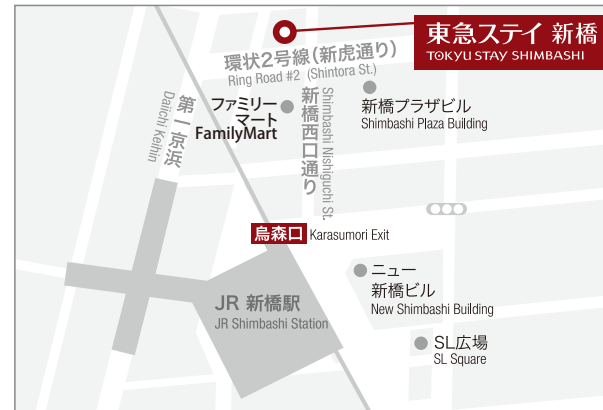 東急ステイ 新橋
TOKYU STAY SHIMBASHI
環状2号線(新虎通り)
Ring Road #2 (Shintora St.)
第一京浜
Daiichi Keihin
ファミリー
マート
FamilyMart
新橋西口通り
Shimbashi Nishiguchi St.
新橋プラザビル
Shimbashi Plaza Building
烏森口 Karasumori Exit
ニュー
新橋ビル
New Shimbashi Building
JR 新橋駅
JR Shimbashi Station
SL広場
SL Square